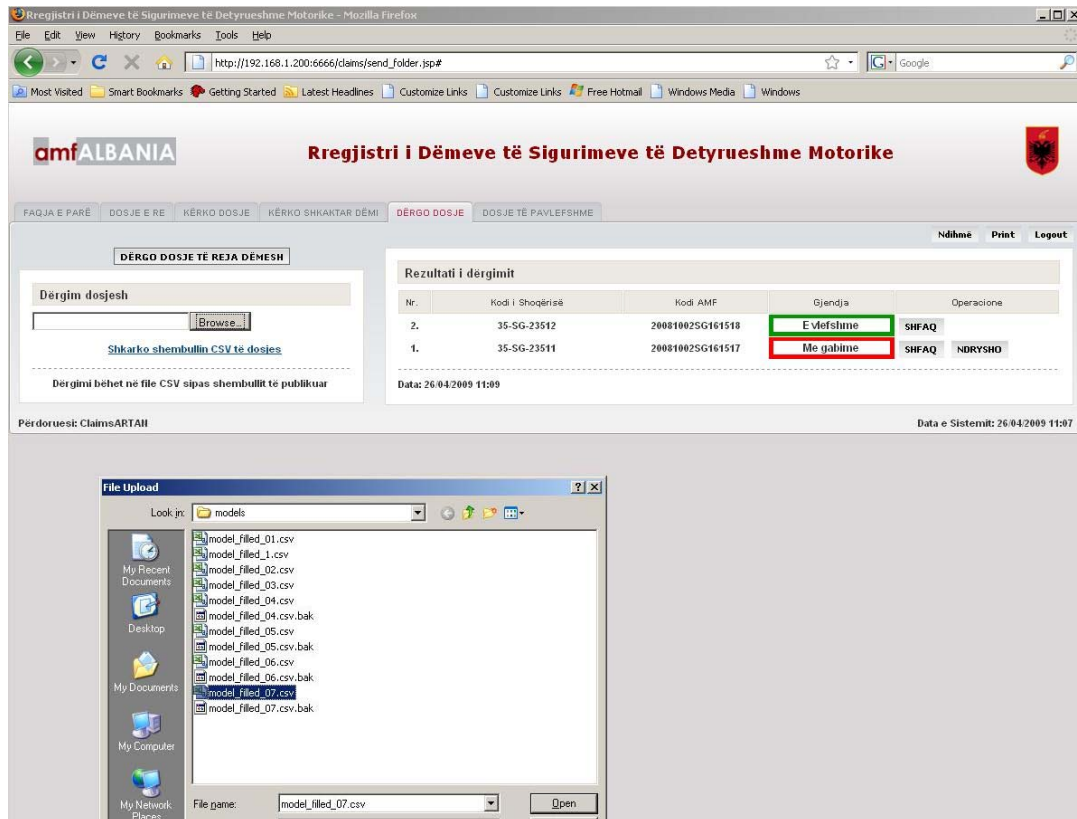 Rregjistri i Dëmeve të Sigurimeve të Detyrueshme Motorike - Mozilla Firefox
File Edit View History Bookmarks Tools Help
http://192.168.1.200:6666/claims/send_folder.jsp# Google
Most Visited Smart Bookmarks Getting Started Latest Headlines Customize Links Customize Links Free Hotmail Windows Media Windows
amfALBANIA Rregjistri i Dëmeve të Sigurimeve të Detyrueshme Motorike
FAQJA E PARË DOSJE E RE KËRKO DOSJE KËRKO SHKAKTAR DËMI DËRGO DOSJE DOSJE TË PAVLEFSHME
Ndihmë Print Logout
DËRGO DOSJE TË REJA DËMESH
Dërgim dosjesh
Browse...
Shkarko shembullin CSV të dosjes
Dërgimi bëhet në file CSV sipas shembullit të publikuar
Rezultati i dërgimit
Nr. Kodi i Shoqërisë Kodi AMF Gjendja Operacione
2. 35-SG-23512 20081002SG161518 E vlefshme SHFAQ
1. 35-SG-23511 20081002SG161517 Me gabime SHFAQ NDRYSHO
Data: 26/04/2009 11:09
Përdoruesi: ClaimsARTAN Data e Sistemit: 26/04/2009 11:07
File Upload
Look in: models
My Recent Documents
Desktop
My Documents
My Computer
My Network Places
model_filled_01.csv
model_filled_1.csv
model_filled_02.csv
model_filled_03.csv
model_filled_04.csv
model_filled_04.csv.bak
model_filled_05.csv
model_filled_05.csv.bak
model_filled_06.csv
model_filled_06.csv.bak
model_filled_07.csv
model_filled_07.csv.bak
File name: model_filled_07.csv Open